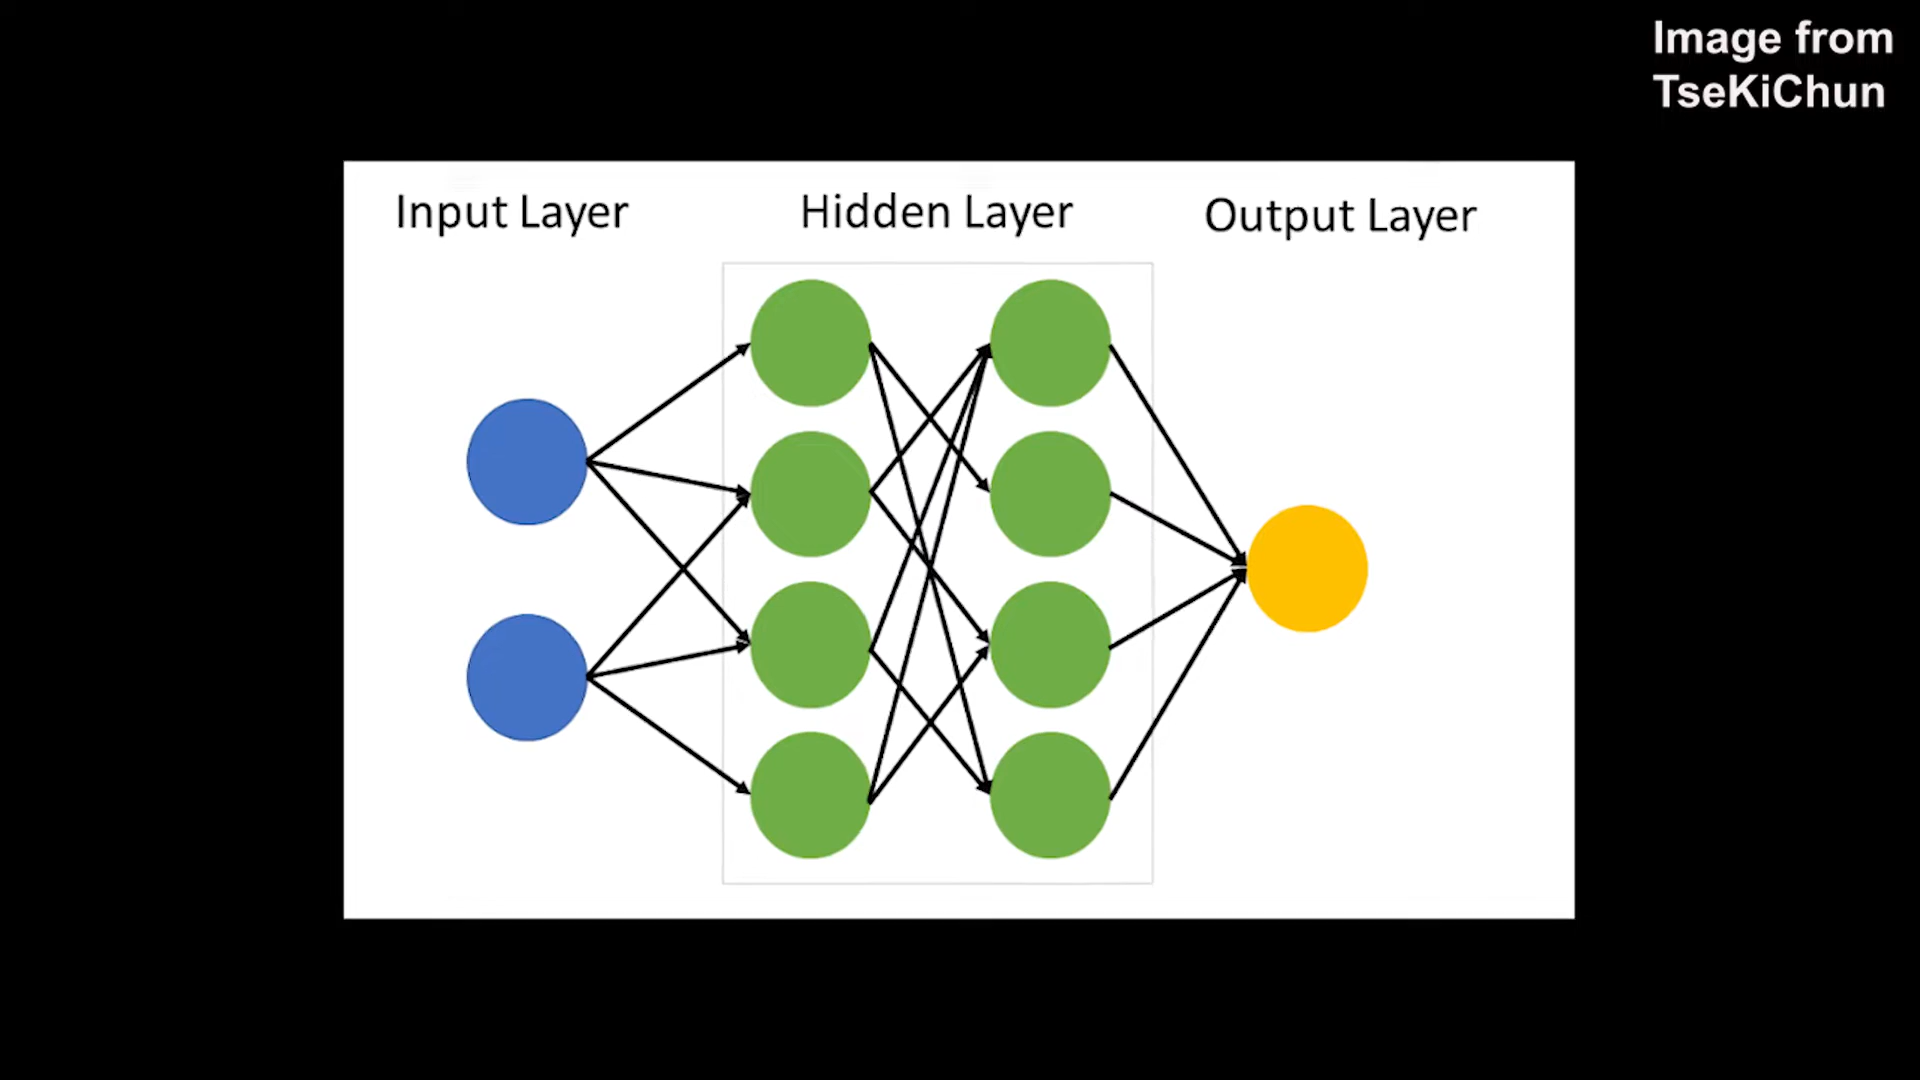 Image from
TseKiChun
Input Layer
Hidden Layer
Output Layer